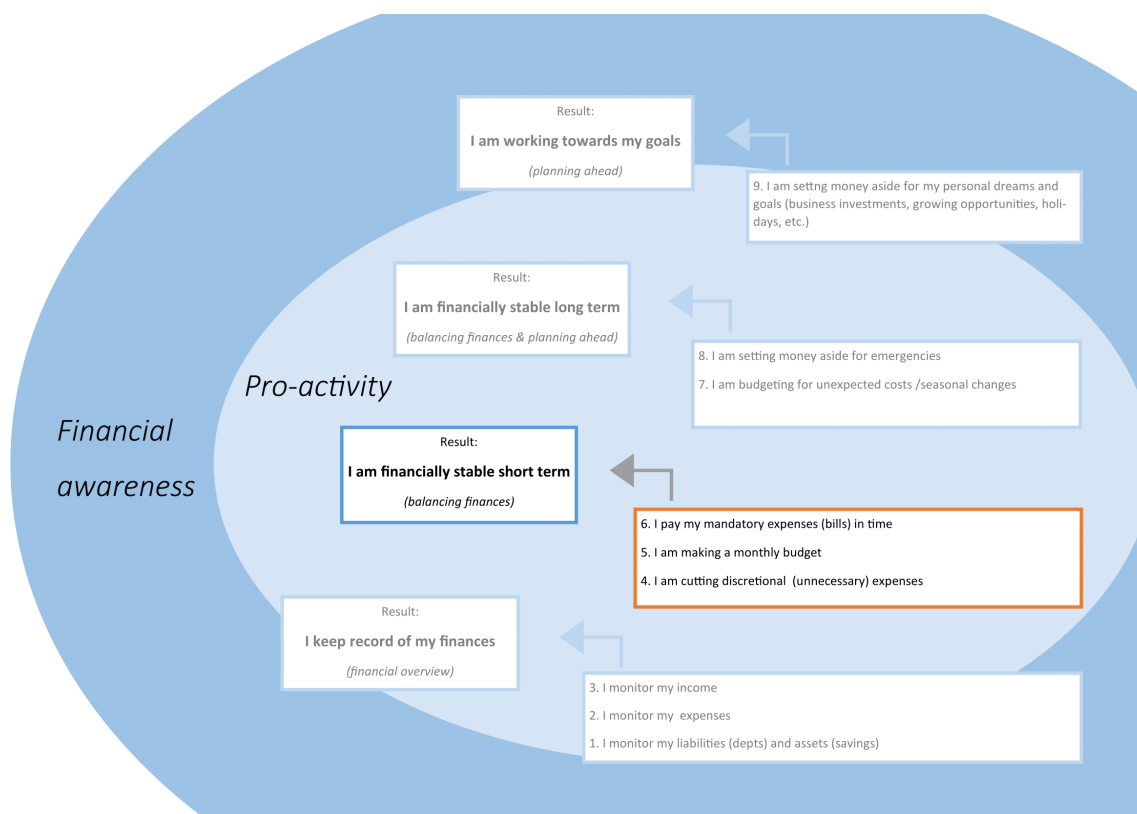 Result:
I am working towards my goals
(planning ahead)
9. I am settng money aside for my personal dreams and
goals (business investments, growing opportunities, holi-
days, etc.)
Result:
I am financially stable long term
(balancing finances & planning ahead)
8. I am setting money aside for emergencies
7. I am budgeting for unexpected costs /seasonal changes
Pro-activity
Financial
awareness
Result:
I am financially stable short term
(balancing finances)
6. I pay my mandatory expenses (bills) in time
5. I am making a monthly budget
4. I am cutting discretional  (unnecessary) expenses
Result:
I keep record of my finances
(financial overview)
3. I monitor my income
2. I monitor my  expenses
1. I monitor my liabilities (depts) and assets (savings)